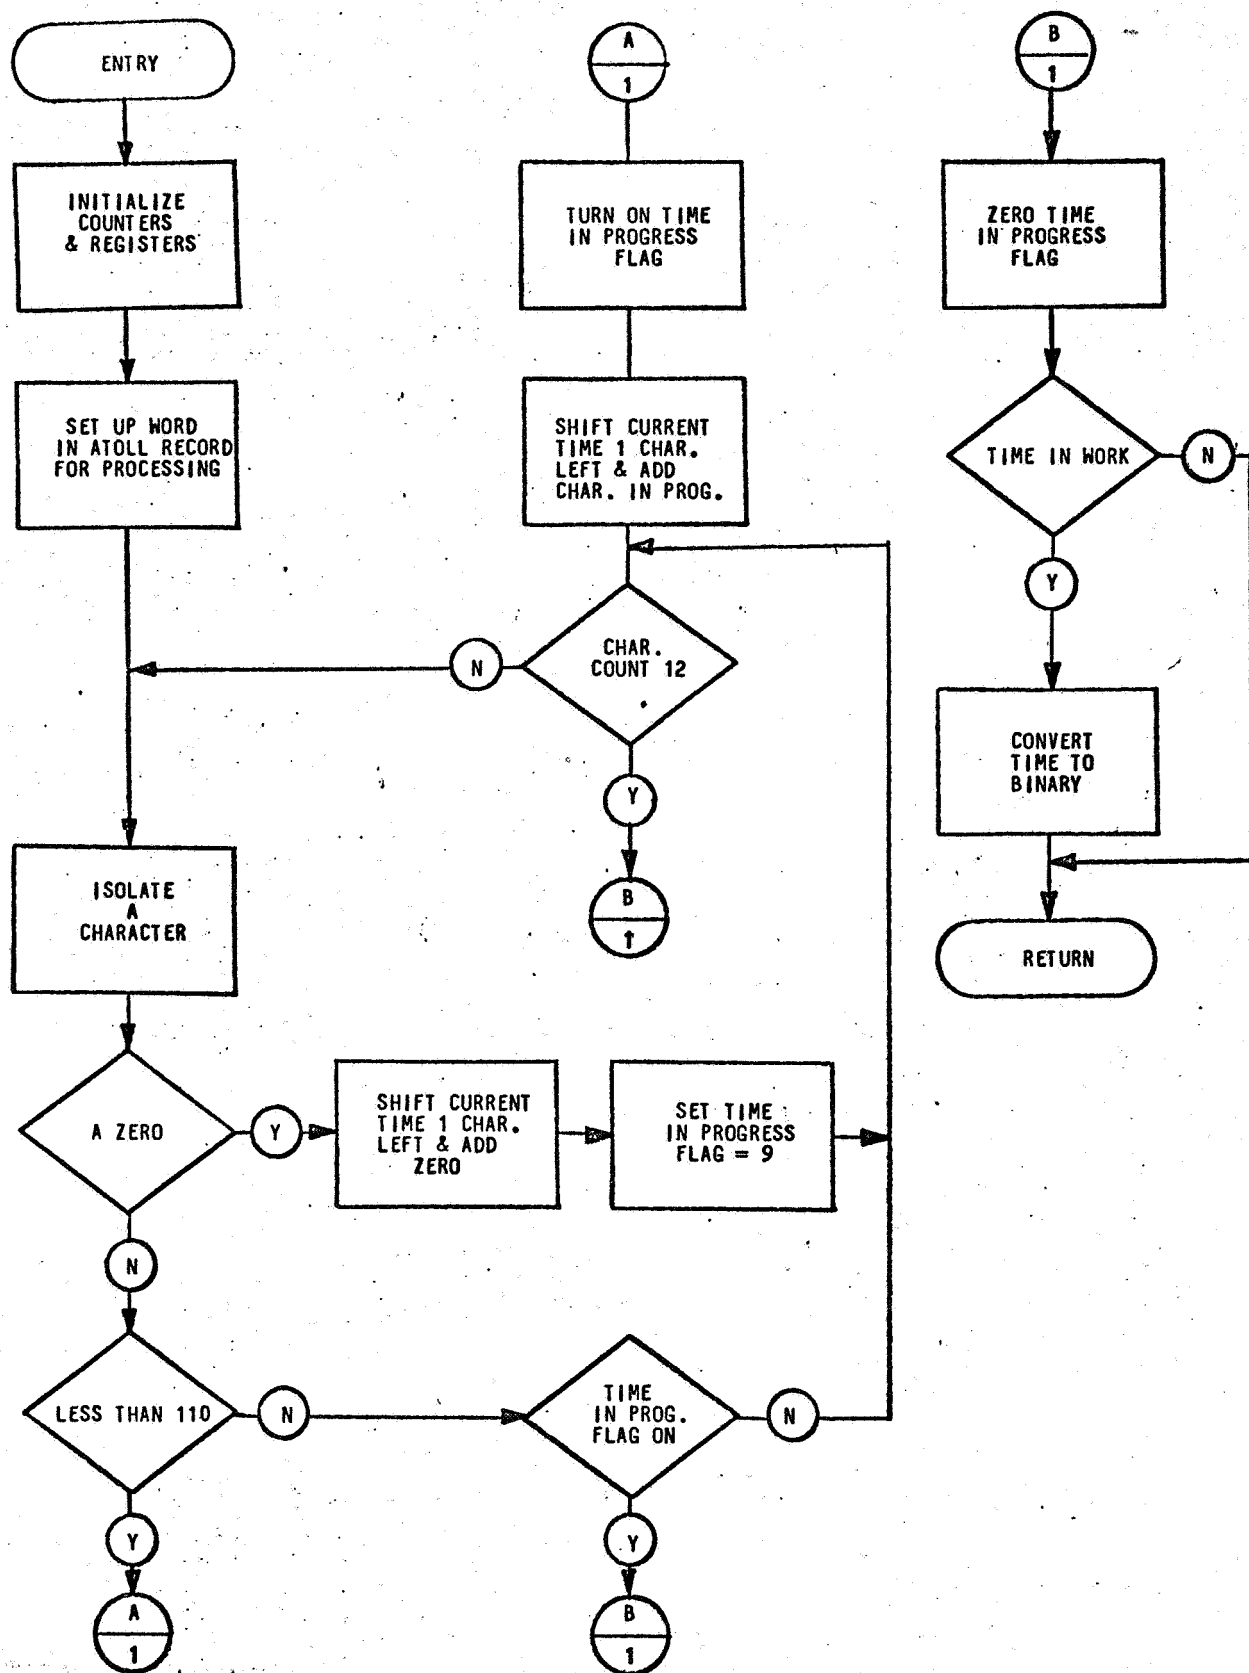 ENTRY
INITIALIZE
COUNTERS
& REGISTERS
SET UP WORD
IN ATOLL RECORD
FOR PROCESSING
ISOLATE
A
CHARACTER
A ZERO
Y
SHIFT CURRENT
TIME 1 CHAR.
LEFT & ADD
ZERO
SET TIME
IN PROGRESS
FLAG = 9
N
LESS THAN 110
N
TIME
IN PROG.
FLAG ON
N
Y
A
1
Y
B
1
A
1
TURN ON TIME
IN PROGRESS
FLAG
SHIFT CURRENT
TIME 1 CHAR.
LEFT & ADD
CHAR. IN PROG.
CHAR.
COUNT 12
N
Y
B
1
B
1
ZERO TIME
IN PROGRESS
FLAG
TIME IN WORK
N
Y
CONVERT
TIME TO
BINARY
RETURN